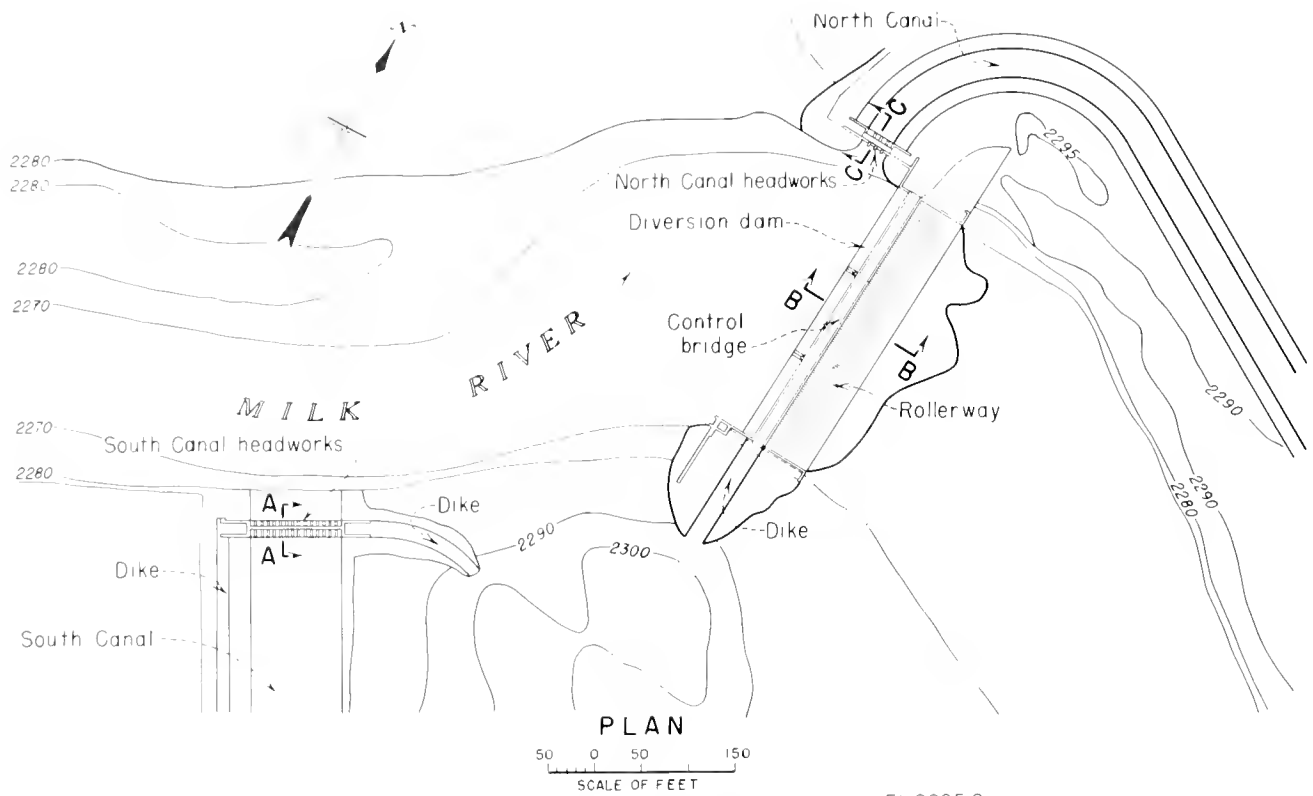 North Canal
C
C
2295
2280
2280
North Canal headworks
Diversion dam
2280
2270
B
B
Control
bridge
RIVER
MILK
Rollerway
2290
2270
South Canal headworks
2280
2290
2280
A
A
Dike
2290
2300
Dike
Dike
South Canal
PLAN
50 0 50 150
SCALE OF FEET